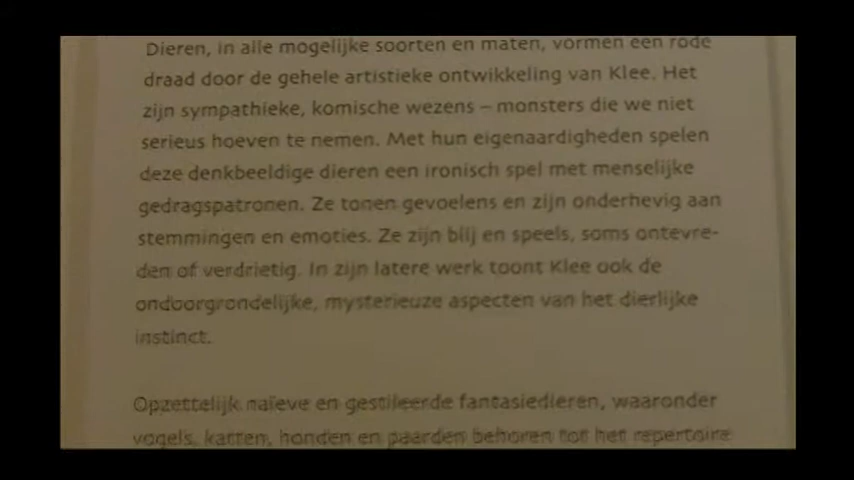 Dieren, in alle mogelijke soorten en maten, vormen een rode
draad door de gehele artistieke ontwikkeling van Klee. Het
zijn sympathieke, komische wezens – monsters die we niet
serieus hoeven te nemen. Met hun eigenaardigheden spelen
deze denkbeeldige dieren een ironisch spel met menselijke
gedragspatronen. Ze tonen gevoelens en zijn onderhevig aan
stemmingen en emoties. Ze zijn blij en speels, soms ontevre-
den of verdrietig. In zijn latere werk toont Klee ook de
ondoorgrondelijke, mysterieuze aspecten van het dierlijke
instinct.
Opzettelijk naïeve en gestileerde fantasiedieren, waaronder
vogels, katten, honden en paarden behoren tot het repertoire